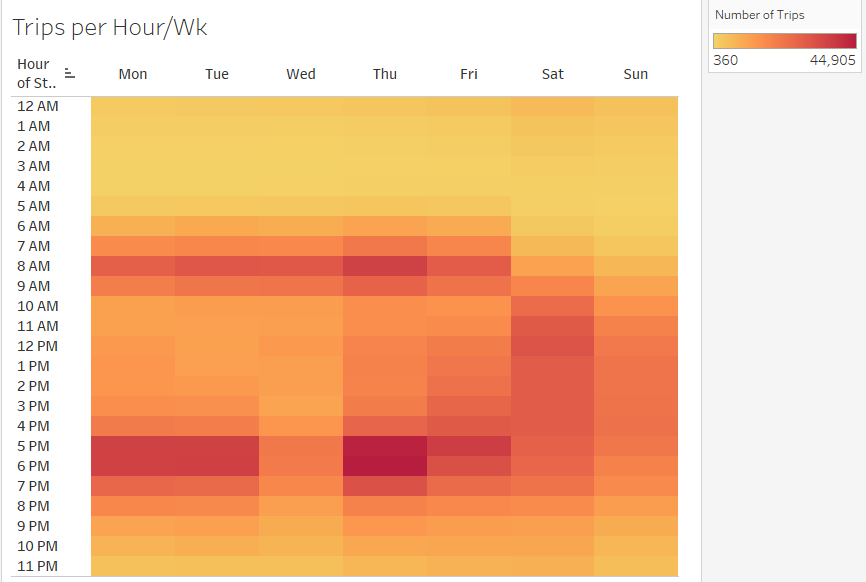 Trips per Hour/Wk
Number of Trips
360 44,905
Hour
of St..
Mon Tue Wed Thu Fri Sat Sun
12 AM
1 AM
2 AM
3 AM
4 AM
5 AM
6 AM
7 AM
8 AM
9 AM
10 AM
11 AM
12 PM
1 PM
2 PM
3 PM
4 PM
5 PM
6 PM
7 PM
8 PM
9 PM
10 PM
11 PM